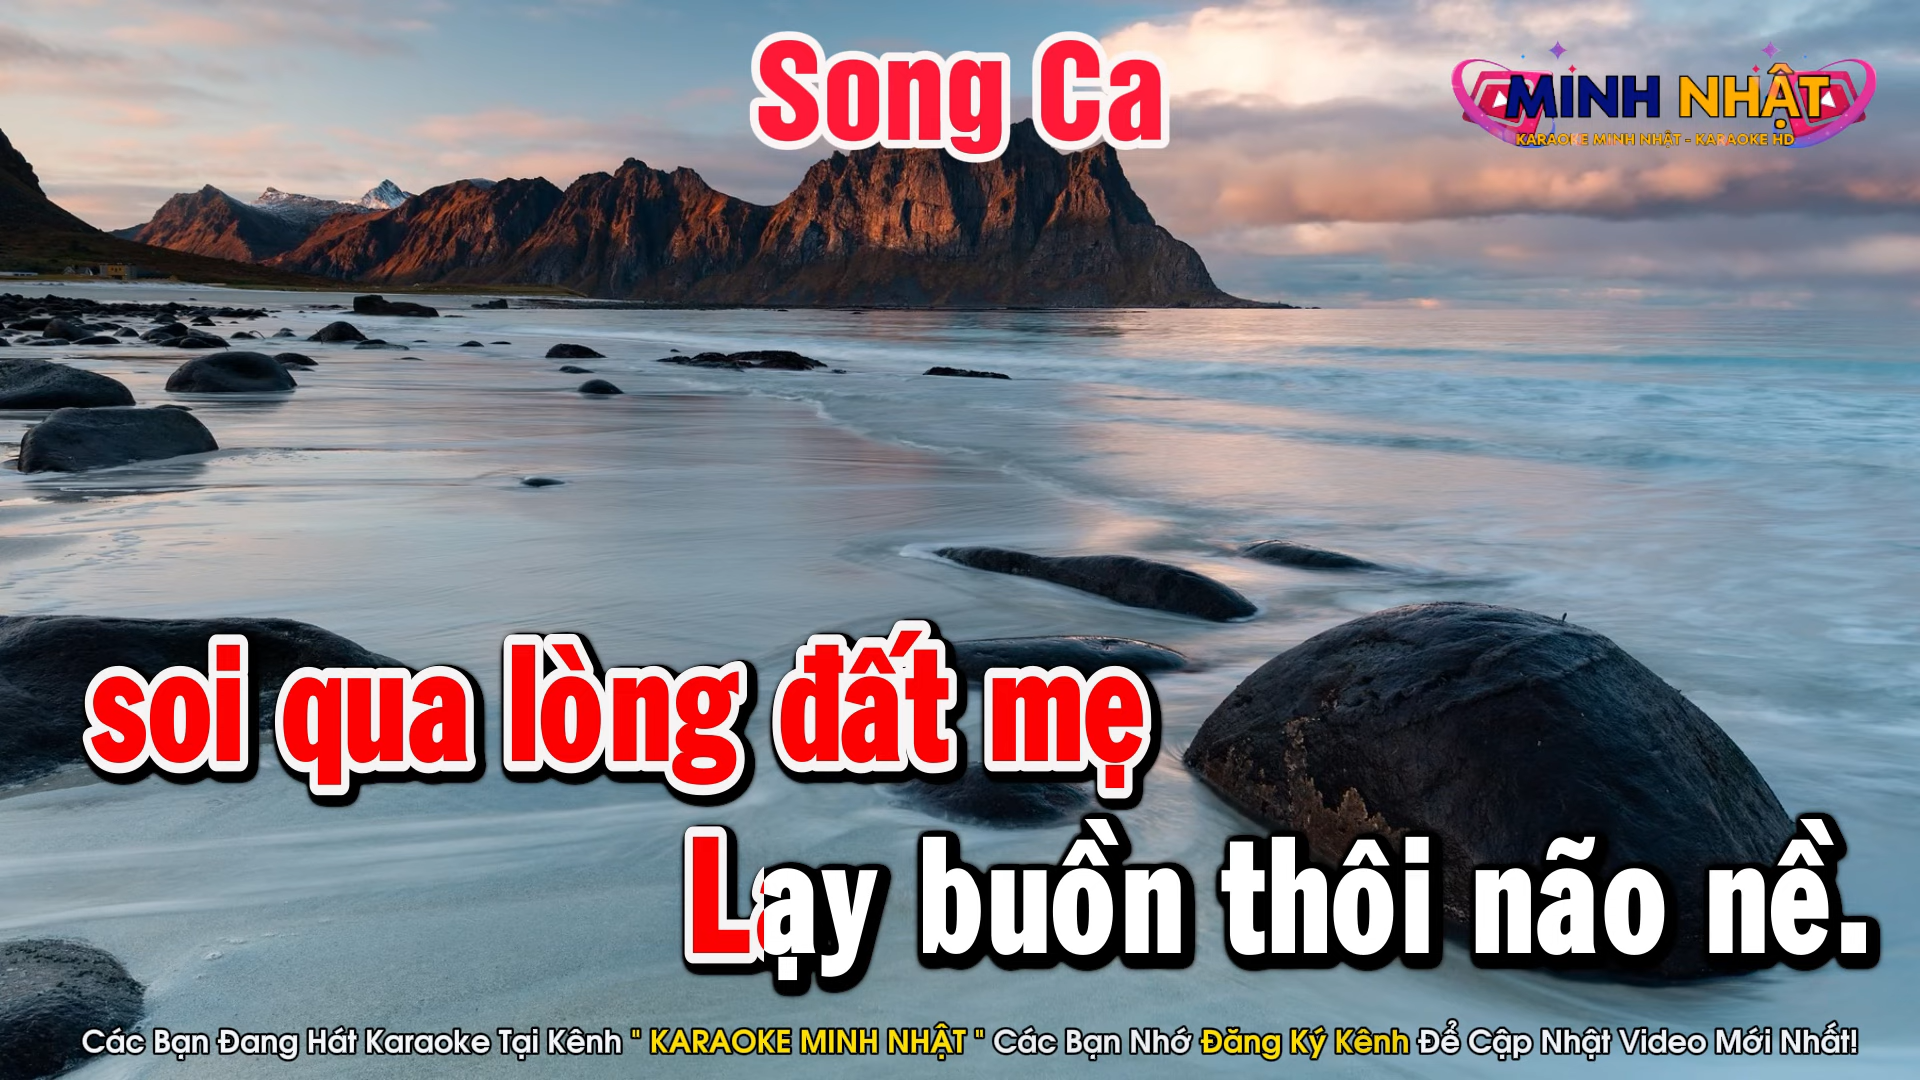 Song Ca
MINH NHẬT
KARAOKE MINH NHẬT - KARAOKE HD
soi qua lòng đất mẹ
Lạy buồn thôi não nề.
Các Bạn Đang Hát Karaoke Tại Kênh " KARAOKE MINH NHẬT " Các Bạn Nhớ Đăng Ký Kênh Để Cập Nhật Video Mới Nhất!